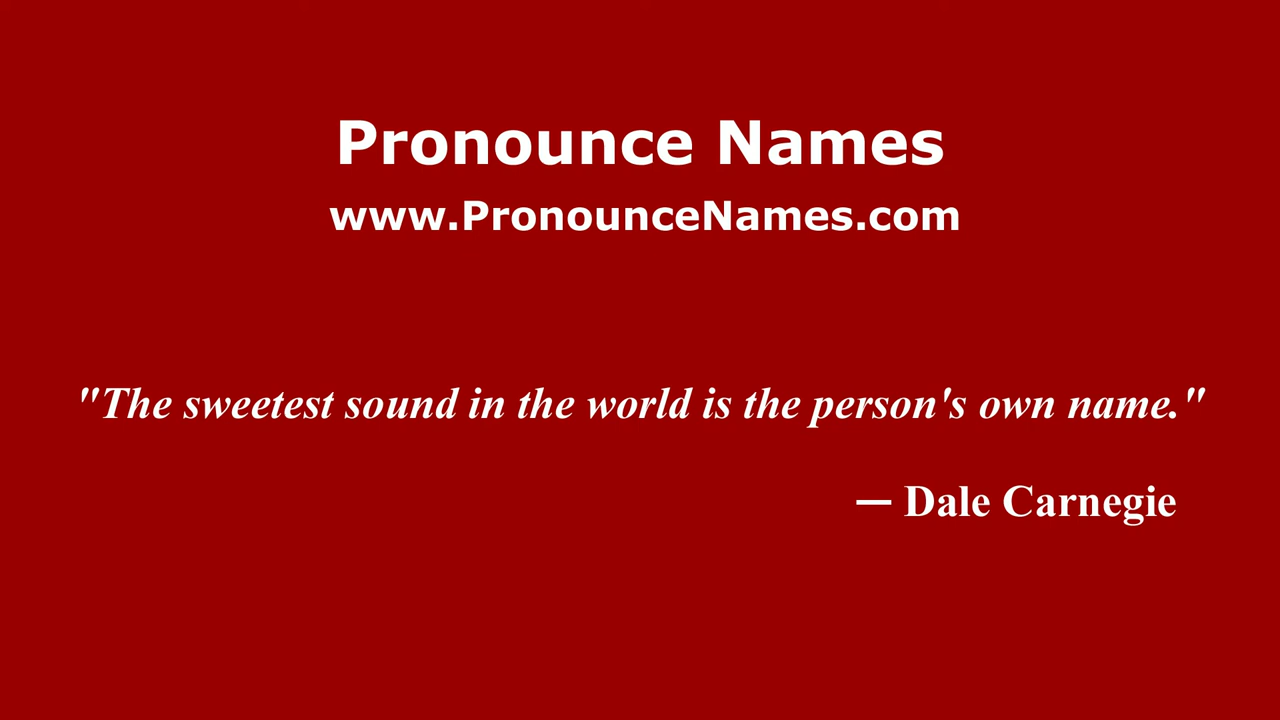 Pronounce Names
www.PronounceNames.com
"The sweetest sound in the world is the person's own name."
— Dale Carnegie